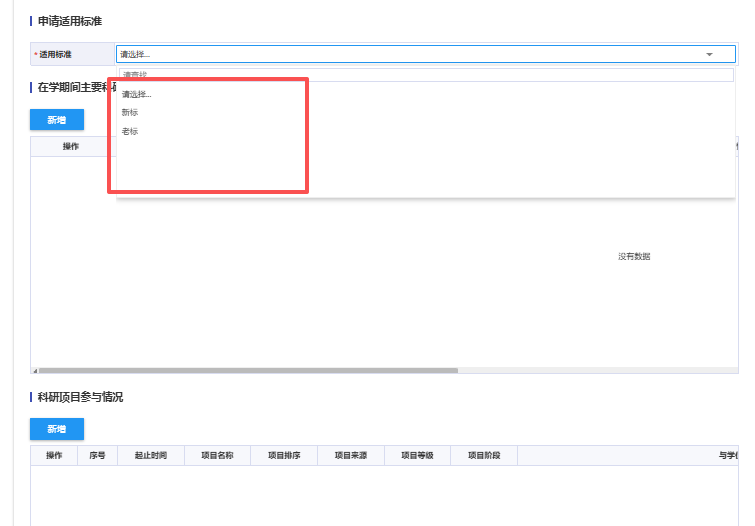 申请适用标准
* 适用标准 请选择...
请查找
在学期间主要科研
请选择...
新增 新标
老标
操作
没有数据
科研项目参与情况
新增
操作 序号 起止时间 项目名称 项目排序 项目来源 项目等级 项目阶段 与学位